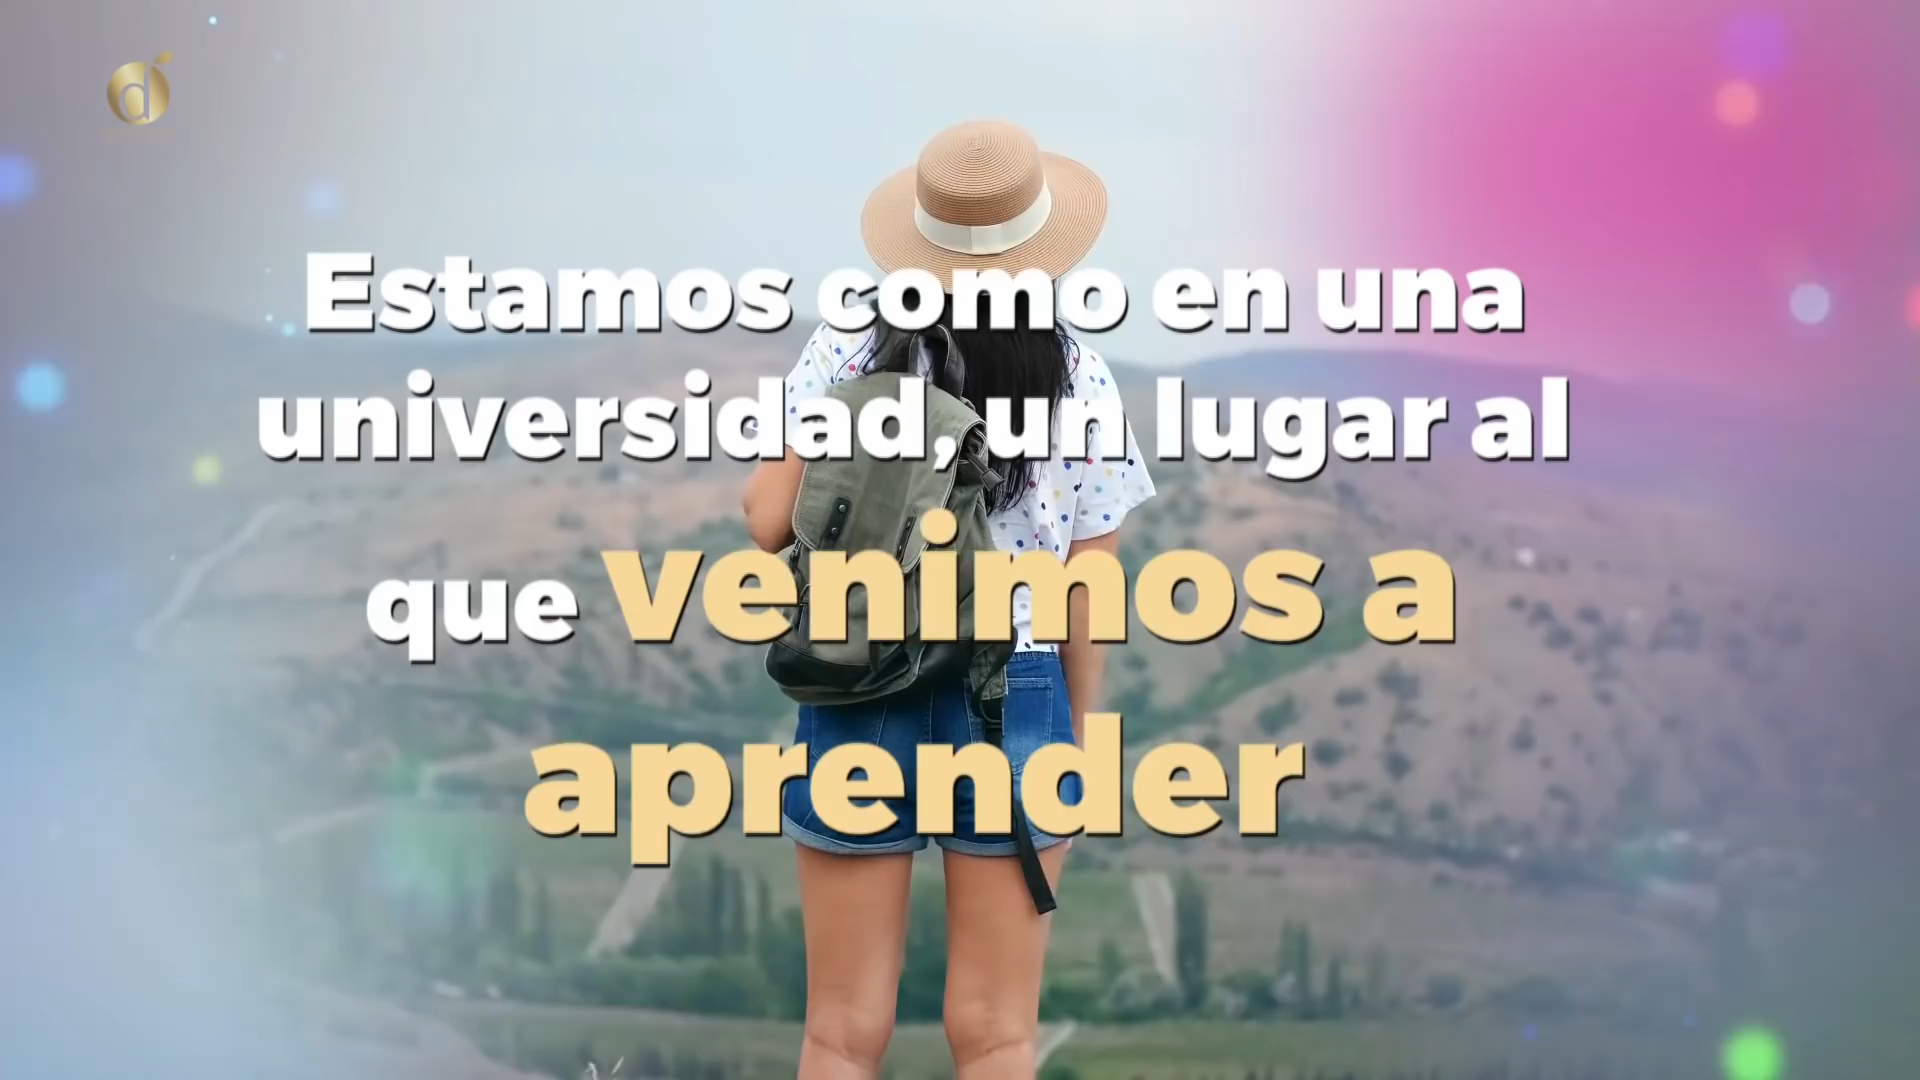 d
Estamos como en una
universidad, un lugar al
que venimos a
aprender